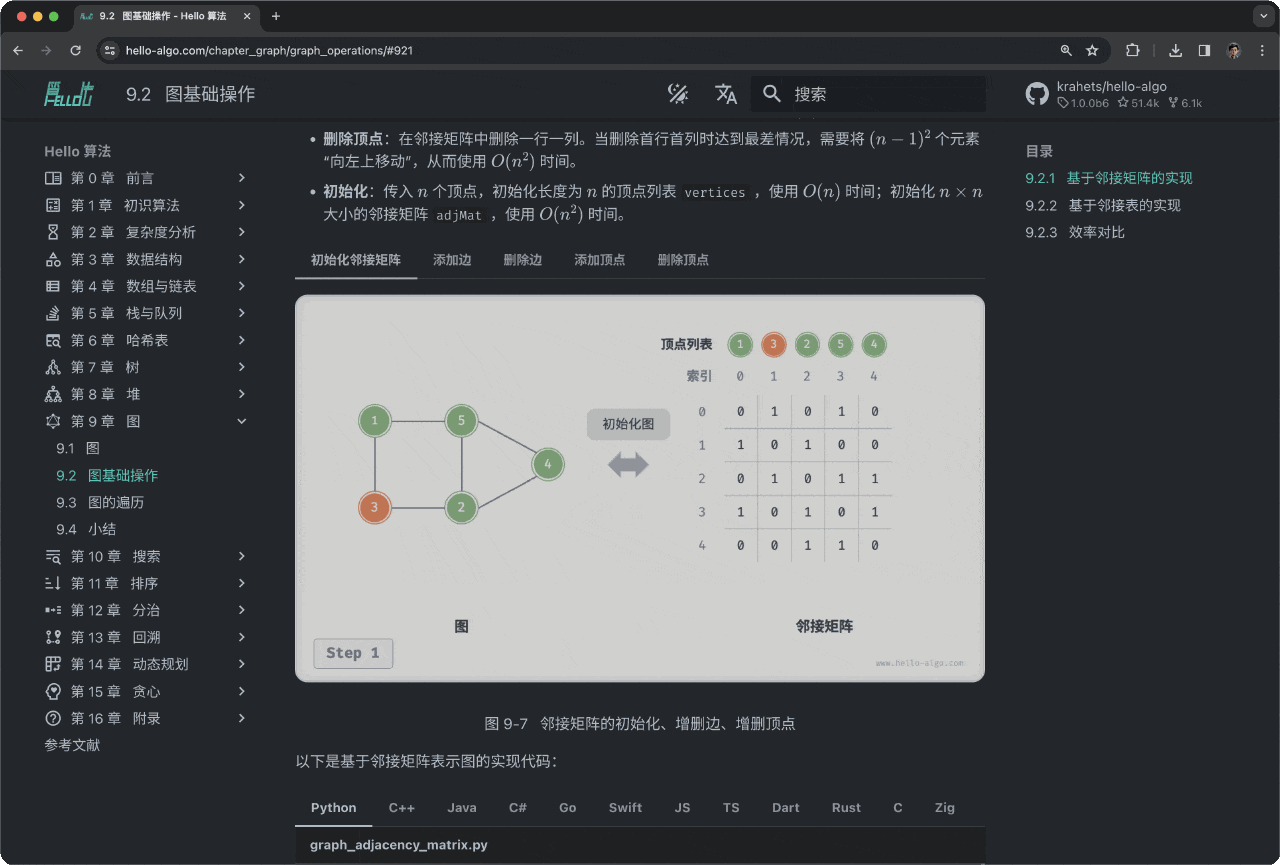 9.2 图基础操作 - Hello 算法
hello-algo.com/chapter_graph/graph_operations/#921
HELLO
9.2 图基础操作
搜索
krahets/hello-algo
1.0.0b6 51.4k 6.1k
Hello 算法
第 0 章 前言
第 1 章 初识算法
第 2 章 复杂度分析
第 3 章 数据结构
第 4 章 数组与链表
第 5 章 栈与队列
第 6 章 哈希表
第 7 章 树
第 8 章 堆
第 9 章 图
9.1 图
9.2 图基础操作
9.3 图的遍历
9.4 小结
第 10 章 搜索
第 11 章 排序
第 12 章 分治
第 13 章 回溯
第 14 章 动态规划
第 15 章 贪心
第 16 章 附录
参考文献
• 删除顶点：在邻接矩阵中删除一行一列。当删除首行首列时达到最差情况，需要将 (n − 1)² 个元素
“向左上移动”，从而使用 O(n²) 时间。
• 初始化：传入 n 个顶点，初始化长度为 n 的顶点列表 vertices ，使用 O(n) 时间；初始化 n × n
大小的邻接矩阵 adjMat ，使用 O(n²) 时间。
初始化邻接矩阵 添加边 删除边 添加顶点 删除顶点
1 5 4 3 2
图
初始化图
顶点列表 1 3 2 5 4
索引 0 1 2 3 4
0 0 1 0 1 0
1 1 0 1 0 0
2 0 1 0 1 1
3 1 0 1 0 1
4 0 0 1 1 0
邻接矩阵
Step 1
www.hello-algo.com
图 9-7 邻接矩阵的初始化、增删边、增删顶点
以下是基于邻接矩阵表示图的实现代码：
Python C++ Java C# Go Swift JS TS Dart Rust C Zig
graph_adjacency_matrix.py
目录
9.2.1 基于邻接矩阵的实现
9.2.2 基于邻接表的实现
9.2.3 效率对比